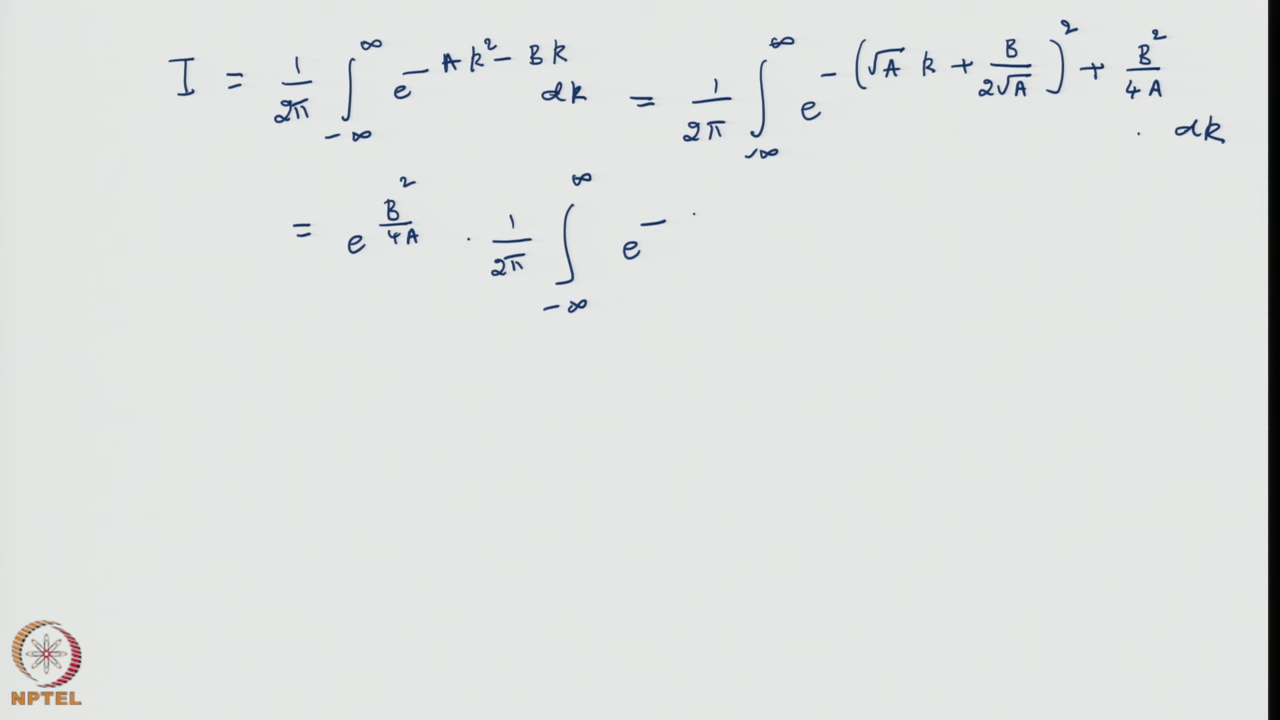 I = 1/2π ∫_{-∞}^{∞} e^{-Ak² - Bk} dk = 1/2π ∫_{-∞}^{∞} e^{-(√A k + B/2√A)² + B²/4A} · dk
= e^{B²/4A} · 1/2π ∫_{-∞}^{∞} e^{-
NPTEL